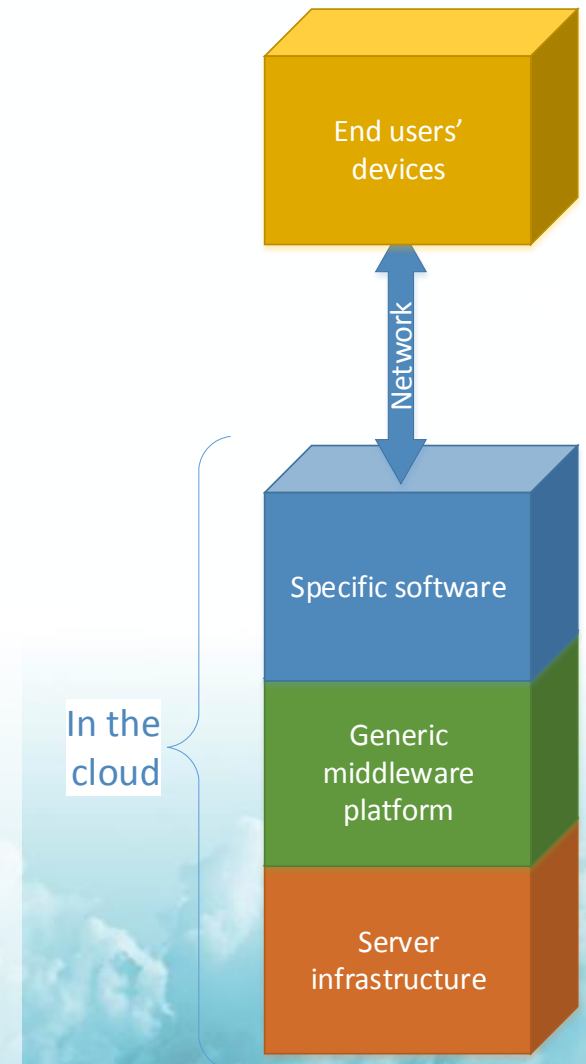 End users’
devices
Network
Specific software
In the
cloud
Generic
middleware
platform
Server
infrastructure